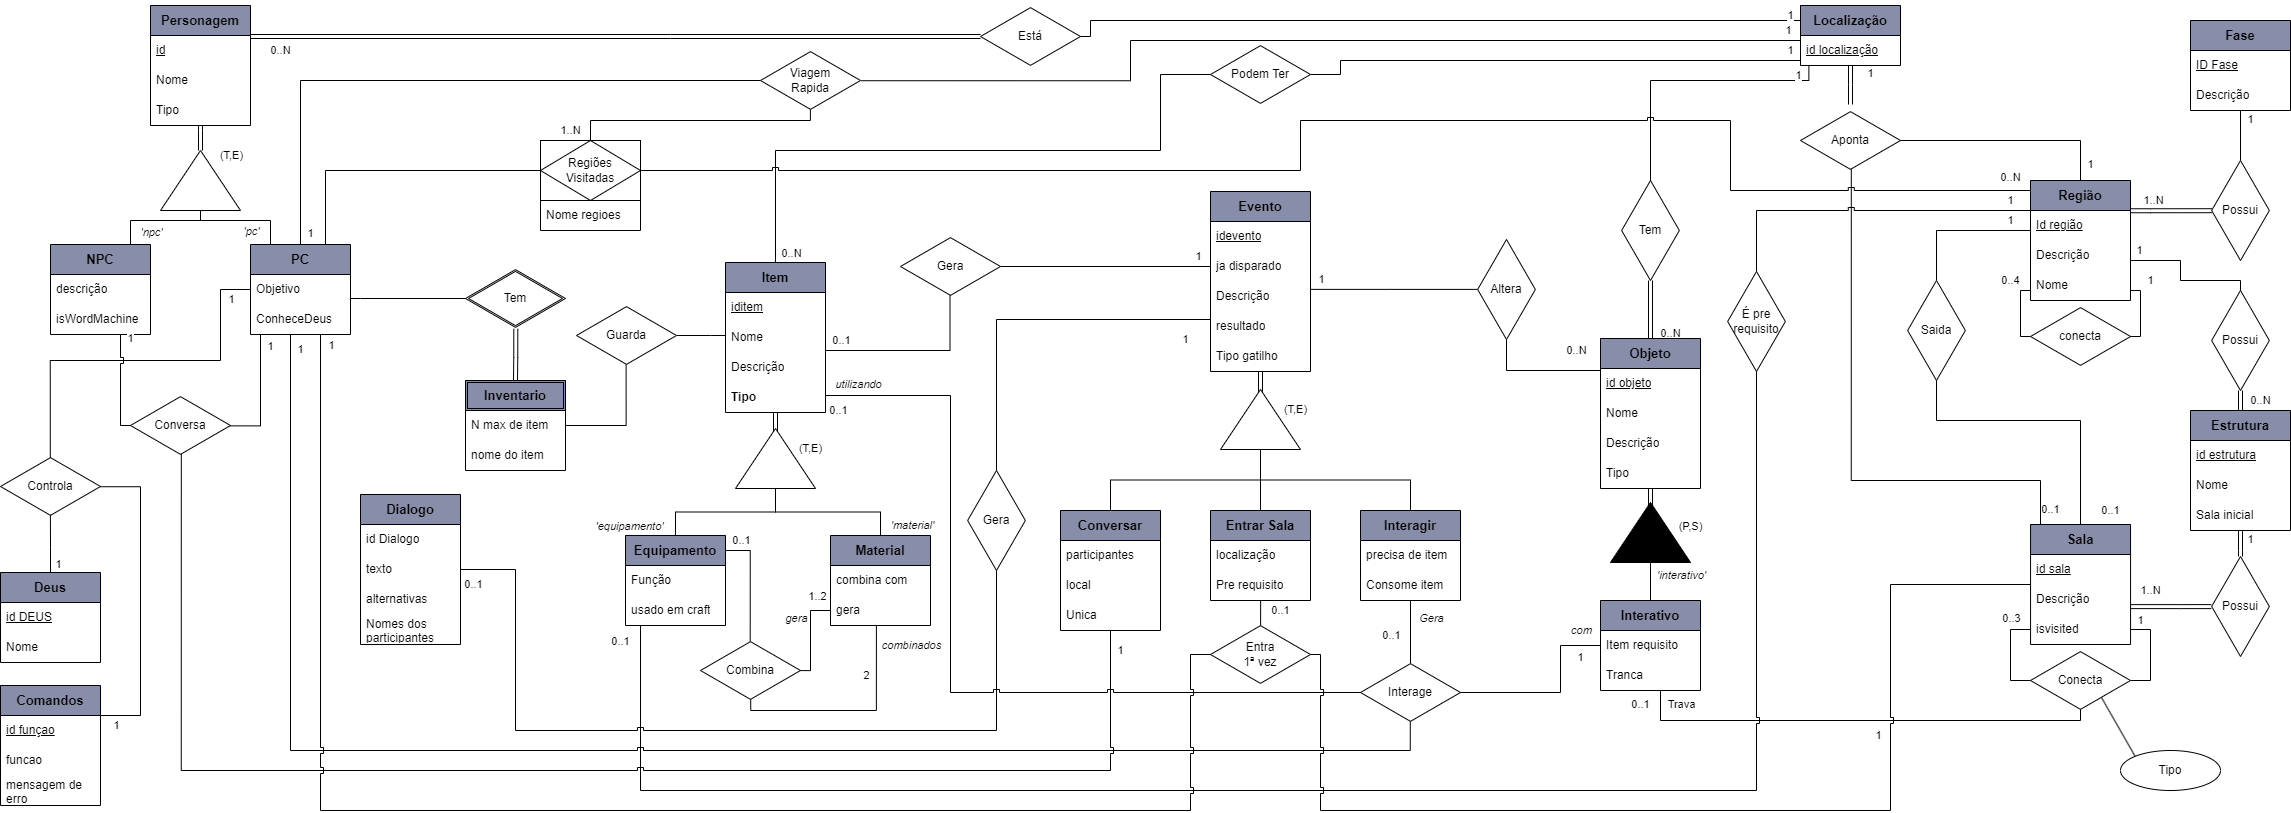 Personagem
id
Nome
Tipo
0..N
Está
1
Localização
id localização
1
1
1
1
Fase
ID Fase
Descrição
1
Viagem
Rapida
Podem Ter
Aponta
1
(T,E)
1..N
Regiões
Visitadas
Nome regioes
'npc'
'pc'
1
NPC
descrição
isWordMachine
1
PC
Objetivo
ConheceDeus
1
1
1
1
Tem
Inventario
N max de item
nome do item
Guarda
0..N
Item
iditem
Nome
Descrição
Tipo
0..1
utilizando
0..1
(T,E)
Gera
1
Evento
idevento
ja disparado
Descrição
resultado
Tipo gatilho
1
1
(T,E)
Altera
0..N
Tem
0..N
Objeto
id objeto
Nome
Descrição
Tipo
(P,S)
'interativo'
É pre
requisito
0..N
1
1
Região
Id região
Descrição
Nome
1..N
1
0..4
1
conecta
Saida
Possui
Possui
0..N
Estrutura
id estrutura
Nome
Sala inicial
1
Possui
Conversa
Controla
1
Deus
id DEUS
Nome
Comandos
id funçao
funcao
mensagem de
erro
1
Dialogo
id Dialogo
texto
alternativas
Nomes dos
participantes
0..1
'equipamento'
'material'
Equipamento
Função
usado em craft
0..1
0..1
Material
combina com
gera
1..2
gera
combinados
2
Combina
Gera
Conversar
participantes
local
Unica
1
Entrar Sala
localização
Pre requisito
0..1
Entra
1ª vez
Interagir
precisa de item
Consome item
Gera
0..1
Interage
com
1
Interativo
Item requisito
Tranca
0..1
Trava
0..1
0..1
Sala
id sala
Descrição
isvisited
1..N
0..3
1
Conecta
1
Tipo